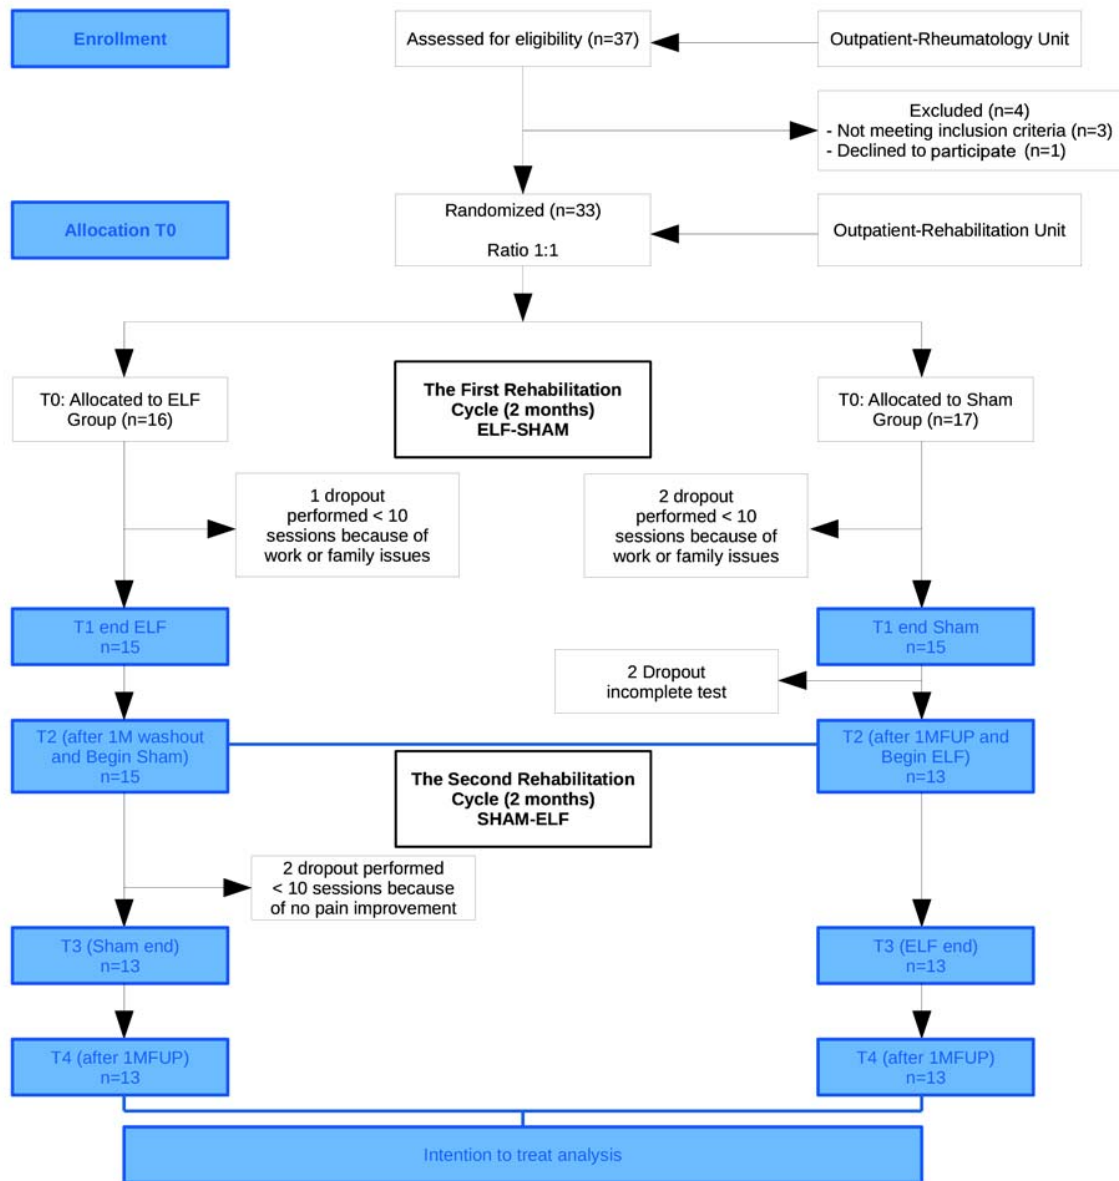 Enrollment
Assessed for eligibility (n=37)
Outpatient-Rheumatology Unit
Excluded (n=4)
- Not meeting inclusion criteria (n=3)
- Declined to participate (n=1)
Allocation T0
Randomized (n=33)
Ratio 1:1
Outpatient-Rehabilitation Unit
T0: Allocated to ELF
Group (n=16)
The First Rehabilitation
Cycle (2 months)
ELF-SHAM
T0: Allocated to Sham
Group (n=17)
1 dropout
performed < 10
sessions because of
work or family issues
2 dropout
performed < 10
sessions because of
work or family issues
T1 end ELF
n=15
T1 end Sham
n=15
2 Dropout
incomplete test
T2 (after 1M washout
and Begin Sham)
n=15
T2 (after 1MFUP and
Begin ELF)
n=13
The Second Rehabilitation
Cycle (2 months)
SHAM-ELF
2 dropout performed
< 10 sessions because
of no pain improvement
T3 (Sham end)
n=13
T3 (ELF end)
n=13
T4 (after 1MFUP)
n=13
T4 (after 1MFUP)
n=13
Intention to treat analysis